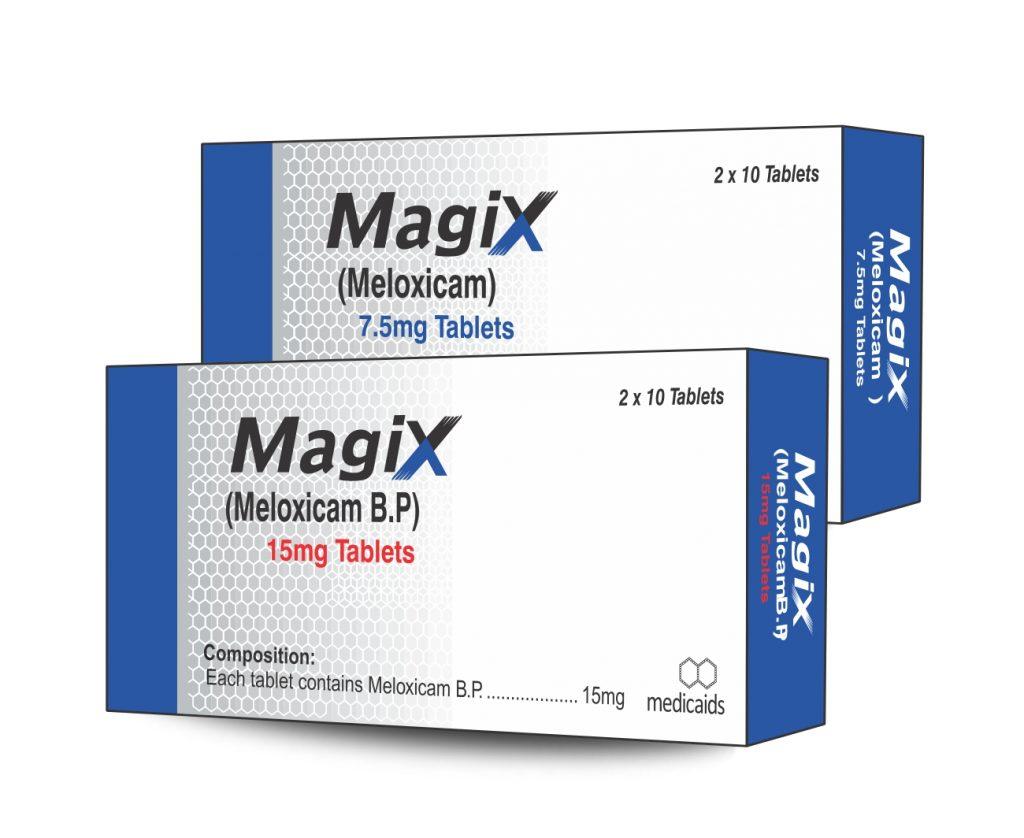 2 x 10 Tablets
MagiX
(Meloxicam)
7.5mg Tablets
MagiX
(Meloxicam )
7.5mg Tablets
2 x 10 Tablets
MagiX
(Meloxicam B.P)
15mg Tablets
Composition:
Each tablet contains Meloxicam B.P................... 15mg
medicaids
MagiX
(MeloxicamB.P)
15mg Tablets